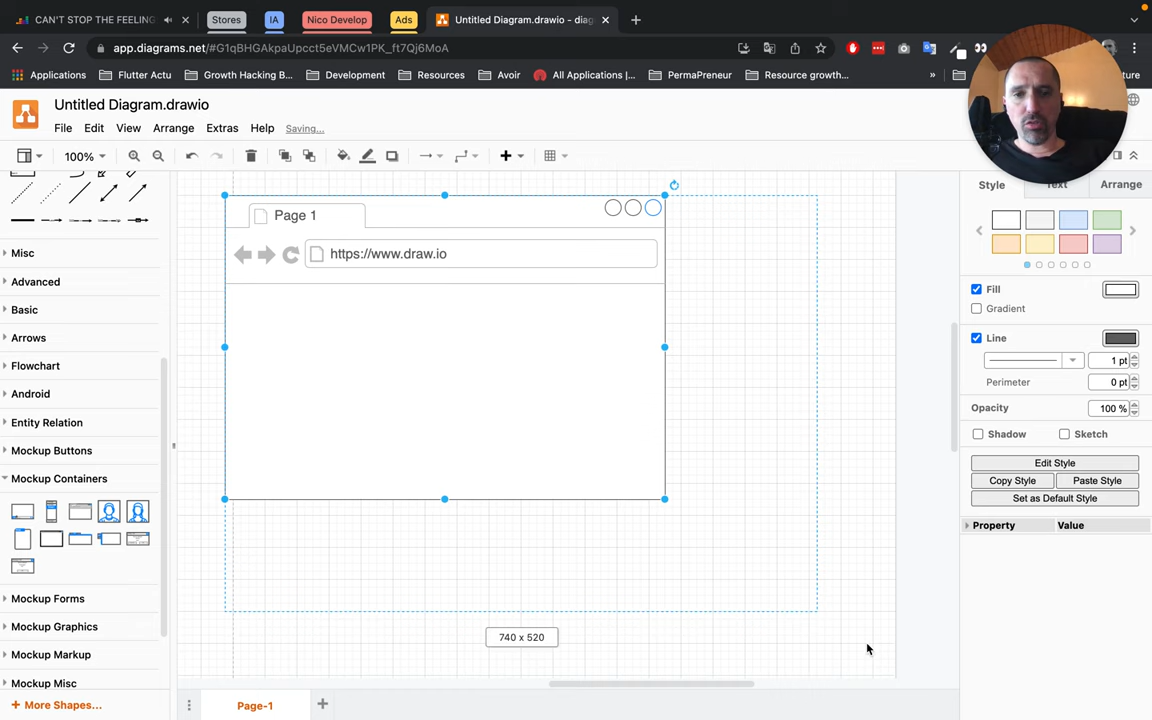 CAN'T STOP THE FEELING
Stores
IA
Nico Develop
Ads
Untitled Diagram.drawio - diag
app.diagrams.net/#G1qBHGAkpaUpcct5eVMCw1PK_ft7Qj6MoA
Applications
Flutter Actu
Growth Hacking B...
Development
Resources
Avoir
All Applications |...
PermaPreneur
Resource growth...
»
ture
Untitled Diagram.drawio
File Edit View Arrange Extras Help Saving...
100%
Style
Text
Arrange
Misc
Advanced
Basic
Arrows
Flowchart
Android
Entity Relation
Mockup Buttons
Mockup Containers
Mockup Forms
Mockup Graphics
Mockup Markup
Mockup Misc
+ More Shapes...
Page 1
https://www.draw.io
740 x 520
Page-1
Fill
Gradient
Line
1 pt
Perimeter
0 pt
Opacity
100 %
Shadow
Sketch
Edit Style
Copy Style
Paste Style
Set as Default Style
Property
Value